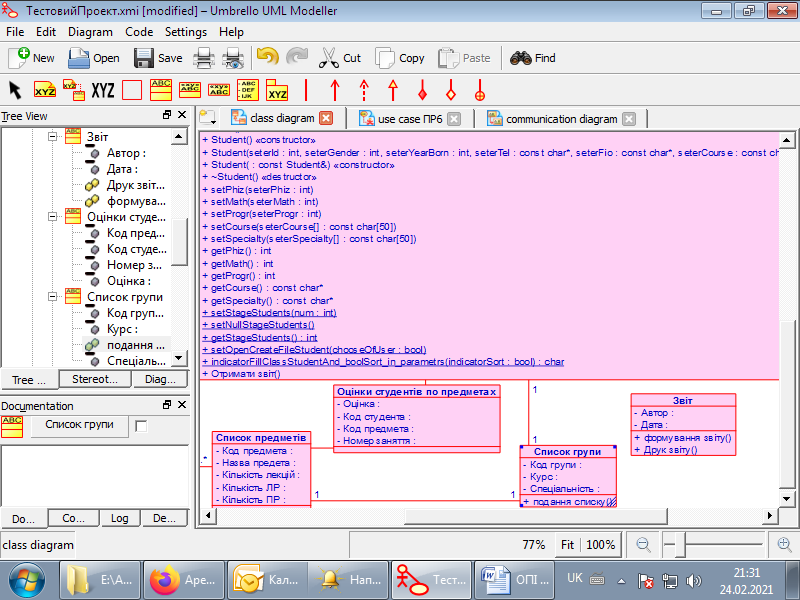 ТестовийПроект.xmi [modified] – Umbrello UML Modeller
File Edit Diagram Code Settings Help
New Open Save Cut Copy Paste Find
Tree View
class diagram use case ПР6 communication diagram
Звіт
Автор :
Дата :
Друк звіт...
формува...
Оцінки студе...
Код пред...
Код студе...
Номер з...
Оцінка :
Список групи
Код груп...
Курс :
подання ...
Спеціаль...
Tree ... Stereot... Diag...
Documentation
Список групи
Do... Co... Log De...
+ Student() «constructor»
+ Student(seterId : int, seterGender : int, seterYearBorn : int, seterTel : const char*, seterFio : const char*, seterCourse : const ch
+ Student( : const Student&) «constructor»
+ ~Student() «destructor»
+ setPhiz(seterPhiz : int)
+ setMath(seterMath : int)
+ setProgr(seterProgr : int)
+ setCourse(seterCourse[] : const char[50])
+ setSpecialty(seterSpecialty[] : const char[50])
+ getPhiz() : int
+ getMath() : int
+ getProgr() : int
+ getCourse() : const char*
+ getSpecialty() : const char*
+ setStageStudents(num : int)
+ setNullStageStudents()
+ getStageStudents() : int
+ setOpenCreateFileStudent(chooseOfUser : bool)
+ indicatorFillClassStudentAnd_boolSort_in_parametrs(indicatorSort : bool) : char
+ Отримати звіт()
Оцінки студентів по предметах
- Оцінка :
- Код студента :
- Код предмета :
- Номер заняття :
1
1
Звіт
- Автор :
- Дата :
+ формування звіту()
+ Друк звіту()
Список предметів
- Код предмета :
- Назва предета :
- Кількість лекцій :
- Кількість ЛР :
- Кількість ПР :
*
1
1
Список групи
- Код групи :
- Курс :
- Спеціальність :
+ подання списку()
class diagram 77% Fit 100%
E:\A... Аре... Кал... Нап... Тест... ОПІ ... UK 21:31
24.02.2021